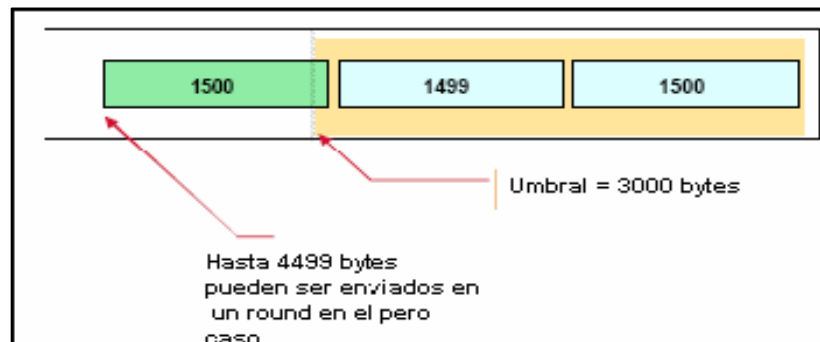 1500 1499 1500
Umbral = 3000 bytes
Hasta 4499 bytes
pueden ser enviados en
un round en el pero
caso